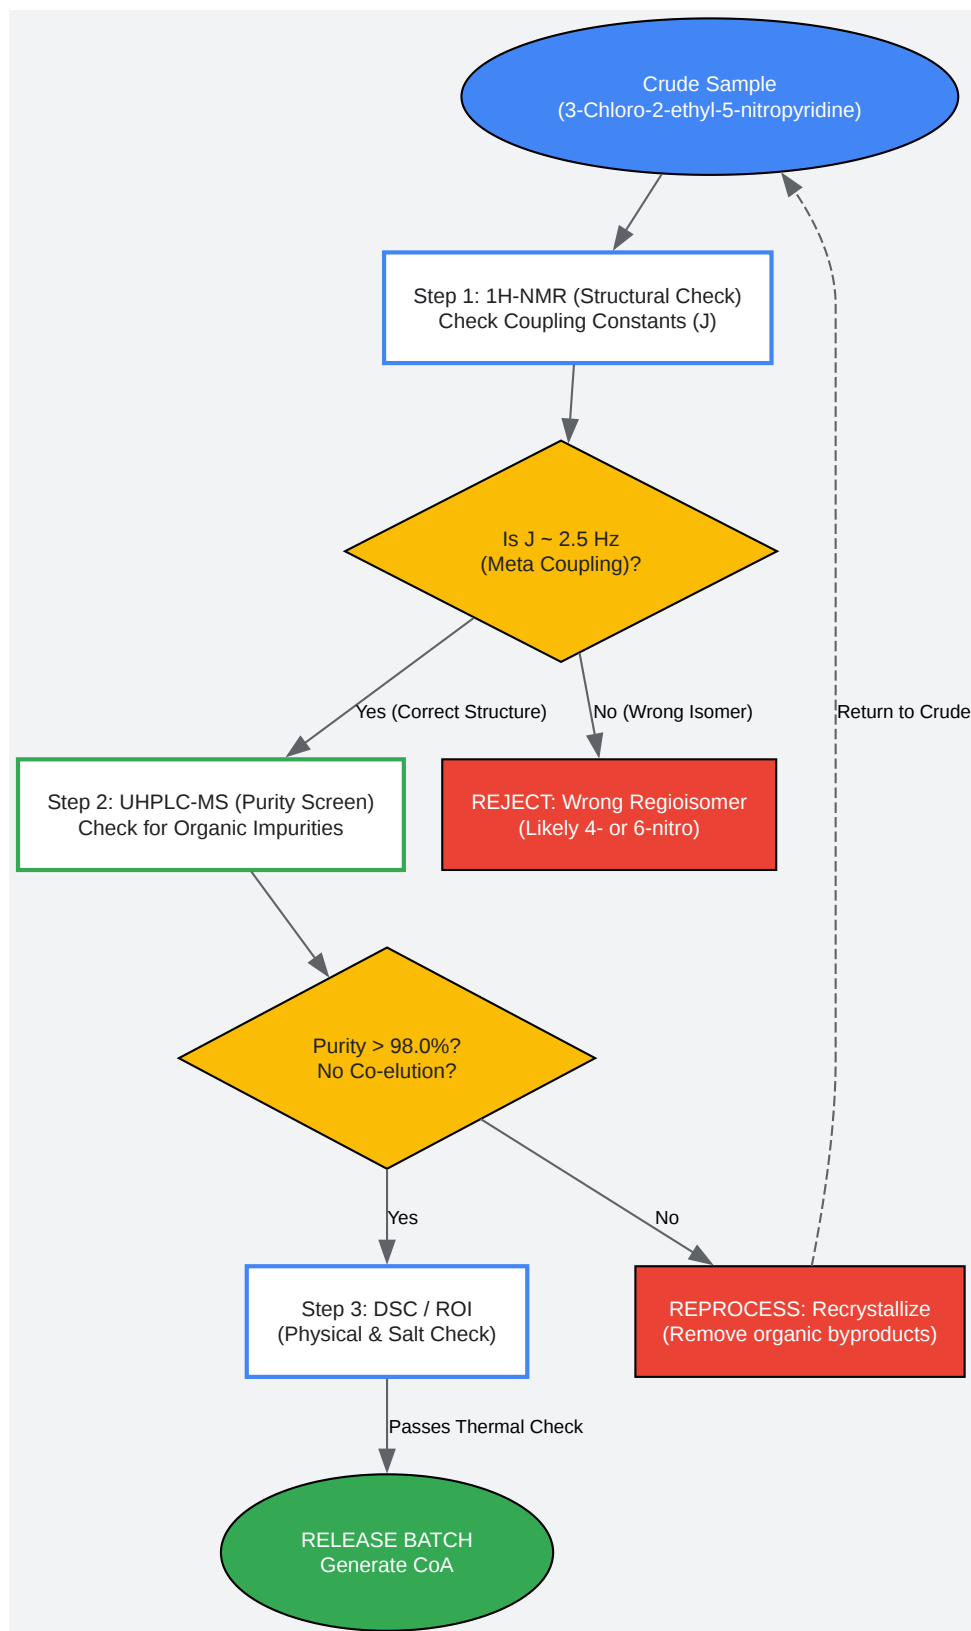 Crude Sample
(3-Chloro-2-ethyl-5-nitropyridine)
Step 1: 1H-NMR (Structural Check)
Check Coupling Constants (J)
Is J ~ 2.5 Hz
(Meta Coupling)?
Yes (Correct Structure)
No (Wrong Isomer)
Return to Crude
Step 2: UHPLC-MS (Purity Screen)
Check for Organic Impurities
REJECT: Wrong Regioisomer
(Likely 4- or 6-nitro)
Purity > 98.0%?
No Co-elution?
Yes
No
Step 3: DSC / ROI
(Physical & Salt Check)
REPROCESS: Recrystallize
(Remove organic byproducts)
Passes Thermal Check
RELEASE BATCH
Generate CoA